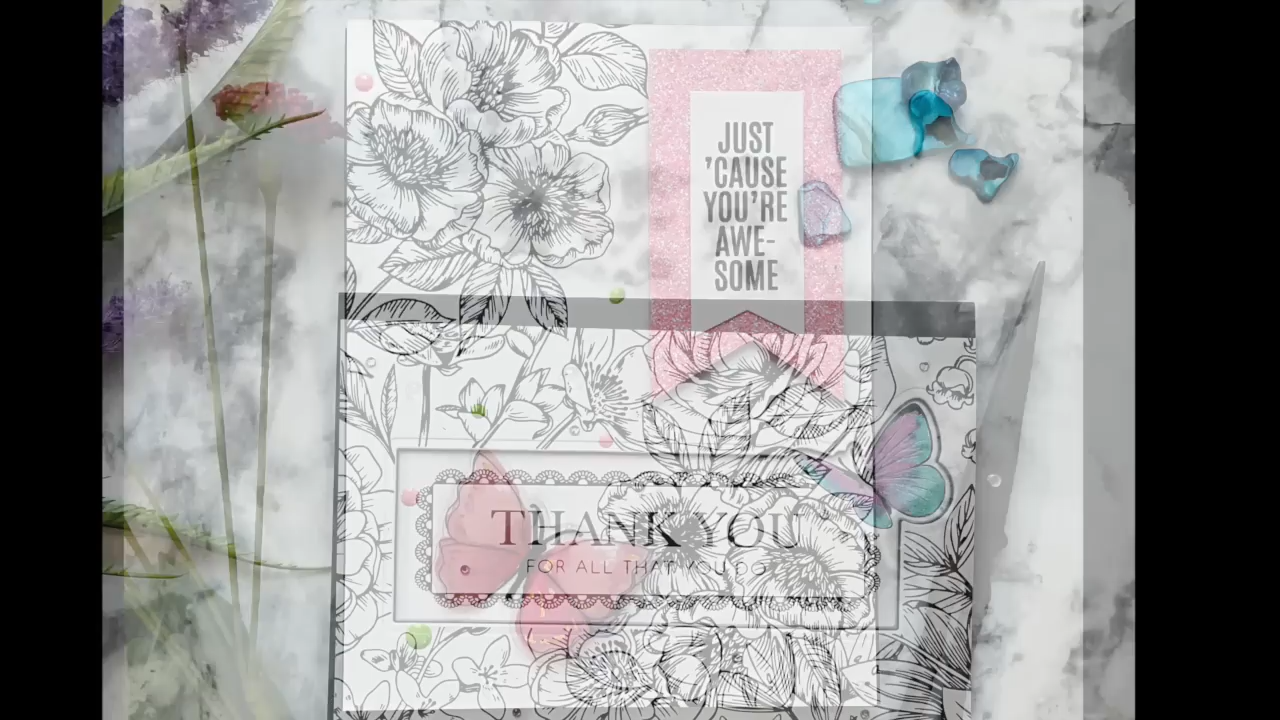 JUST
'CAUSE
YOU'RE
AWE-
SOME
THANK YOU
FOR ALL THAT YOU DO